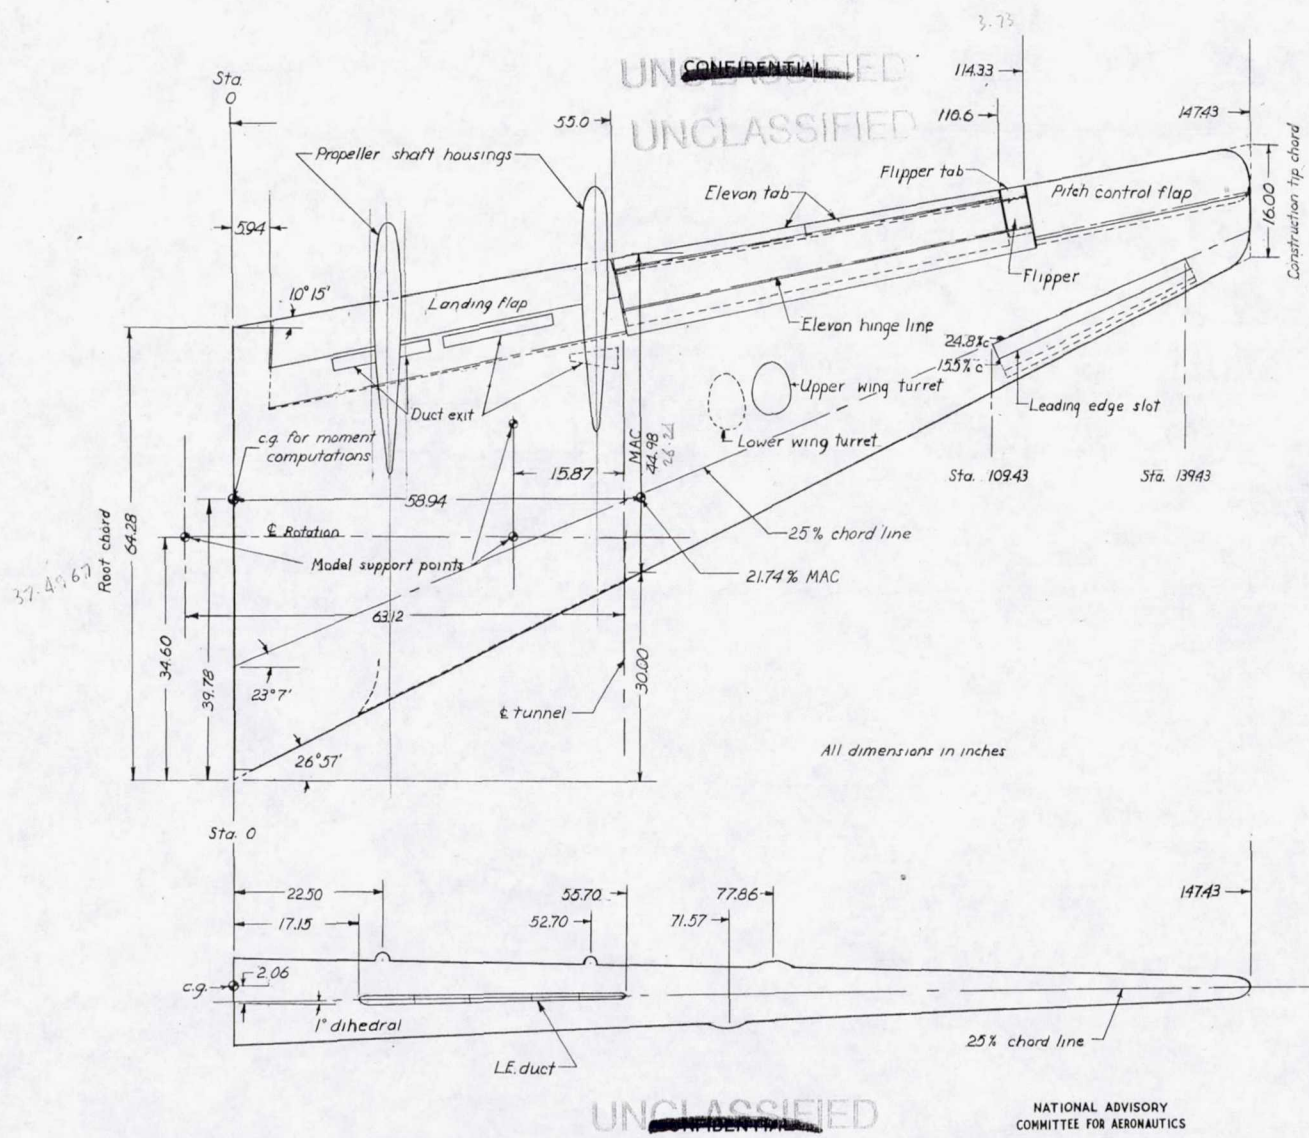 3.73
UNCLASSIFIED
CONFIDENTIAL
UNCLASSIFIED
Sta.
0
114.33
110.6
147.43
55.0
Propeller shaft housings
Flipper tab
Elevon tab
Pitch control flap
16.00
Construction tip chord
5.94
10°15'
Landing flap
Flipper
Elevon hinge line
24.8%c
15.5%c
Upper wing turret
Leading edge slot
Duct exit
Lower wing turret
c.g. for moment
computations
MAC
44.98
26.24
15.87
Sta. 109.43
Sta. 139.43
58.94
℄ Rotation
25% chord line
Root chord
64.28
Model support points
21.74% MAC
63.12
34.60
39.78
30.00
23°7'
℄ tunnel
26°57'
All dimensions in inches
Sta. 0
22.50
55.70
77.86
147.43
17.15
52.70
71.57
c.g.
2.06
1° dihedral
25% chord line
L.E. duct
UNCLASSIFIED
CONFIDENTIAL
NATIONAL ADVISORY
COMMITTEE FOR AERONAUTICS